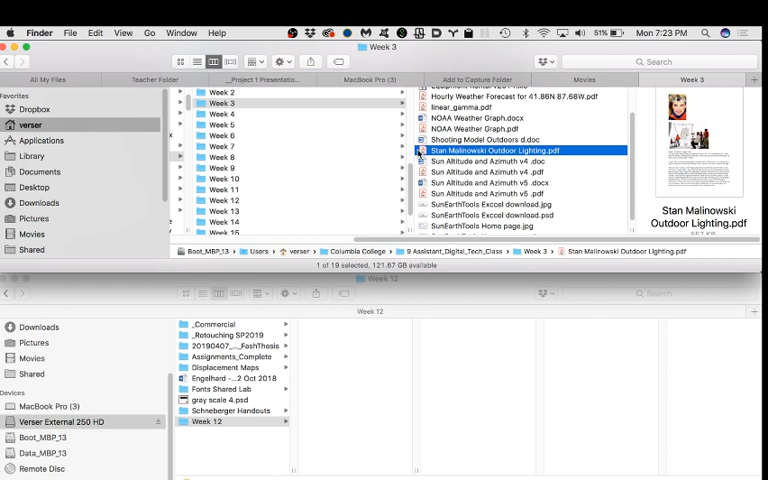 Finder File Edit View Go Window Help 51% Mon 7:23 PM
Week 3
Search
All My Files Teacher Folder __Project 1 Presentatio... MacBook Pro (3) Add to Capture Folder Movies Week 3
Favorites
Dropbox
verser
Applications
Library
Documents
Desktop
Downloads
Pictures
Movies
Shared
Week 2
Week 3
Week 4
Week 5
Week 6
Week 7
Week 8
Week 9
Week 10
Week 11
Week 12
Week 13
Week 14
Week 15
Hourly Weather Forecast for 41.86N 87.68W.pdf
linear_gamma.pdf
NOAA Weather Graph.docx
NOAA Weather Graph.pdf
Shooting Model Outdoors d.doc
Stan Malinowski Outdoor Lighting.pdf
Sun Altitude and Azimuth v4 .doc
Sun Altitude and Azimuth v4 .pdf
Sun Altitude and Azimuth v5 .docx
Sun Altitude and Azimuth v5 .pdf
SunEarthTools Exccel download.jpg
SunEarthTools Exccel download.psd
SunEarthTools Home page.jpg
Stan Malinowski
Outdoor Lighting.pdf
Boot_MBP_13 Users verser Columbia College 9 Assistant_Digital_Tech_Class Week 3 Stan Malinowski Outdoor Lighting.pdf
1 of 19 selected, 121.67 GB available
Week 12
Search
Week 12
Downloads
Pictures
Movies
Shared
Devices
MacBook Pro (3)
Verser External 250 HD
Boot_MBP_13
Data_MBP_13
Remote Disc
_Commercial
_Retouching SP2019
20190407_..._FashThesis
Assignments_Complete
Displacement Maps
Engelhard -...2 Oct 2018
Fonts Shared Lab
gray scale 4.psd
Schneberger Handouts
Week 12